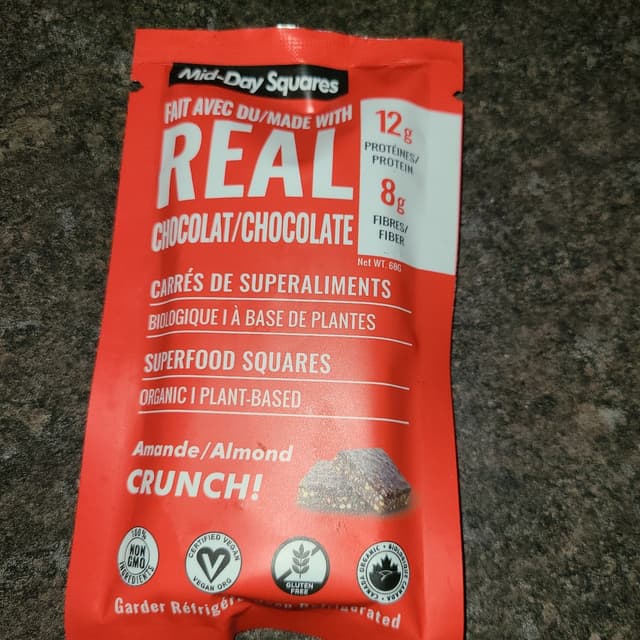 Mid-Day Squares
FAIT AVEC DU/MADE WITH
REAL
CHOCOLAT/CHOCOLATE
12g
PROTÉINES/
PROTEIN
8g
FIBRES/
FIBER
Net WT. 68G
CARRÉS DE SUPERALIMENTS
BIOLOGIQUE I À BASE DE PLANTES
SUPERFOOD SQUARES
ORGANIC I PLANT-BASED
Amande/Almond
CRUNCH!
100%
NON
GMO
INGREDIENTS
CERTIFIED VEGAN
VEGAN.ORG
GLUTEN
FREE
CANADA ORGANIC • BIOLOGIQUE CANADA
Garder